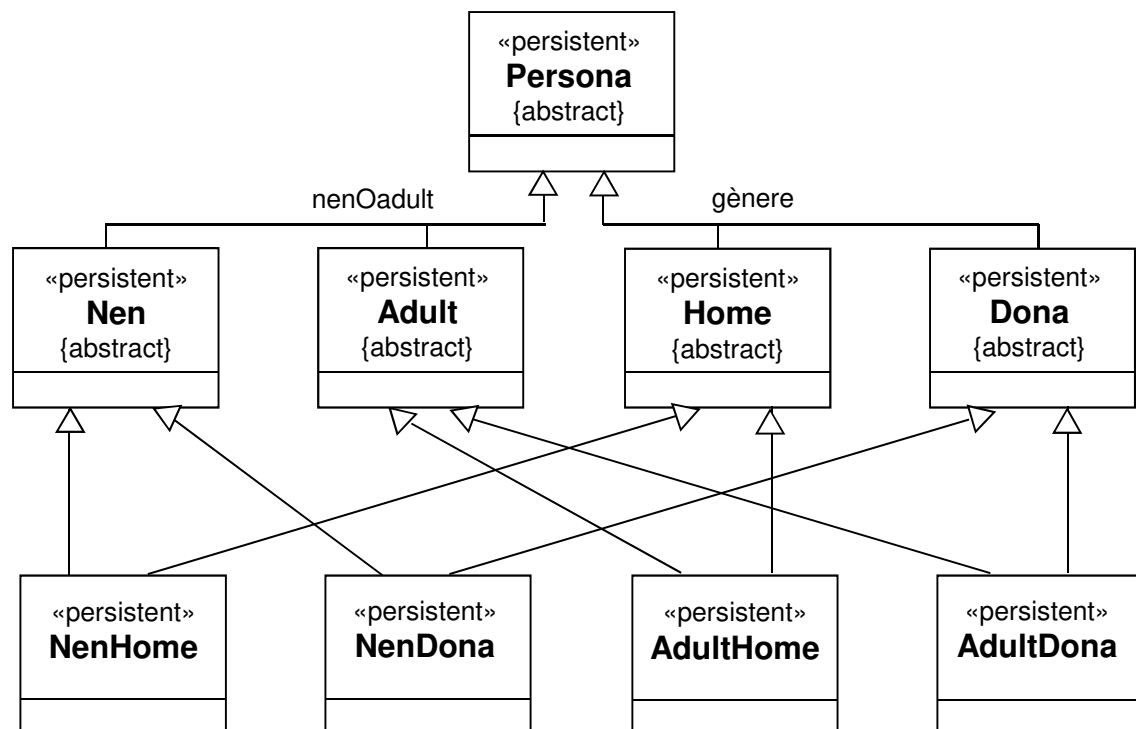 «persistent»
Persona
{abstract}
nenOadult
gènere
«persistent»
Nen
{abstract}
«persistent»
Adult
{abstract}
«persistent»
Home
{abstract}
«persistent»
Dona
{abstract}
«persistent»
NenHome
«persistent»
NenDona
«persistent»
AdultHome
«persistent»
AdultDona